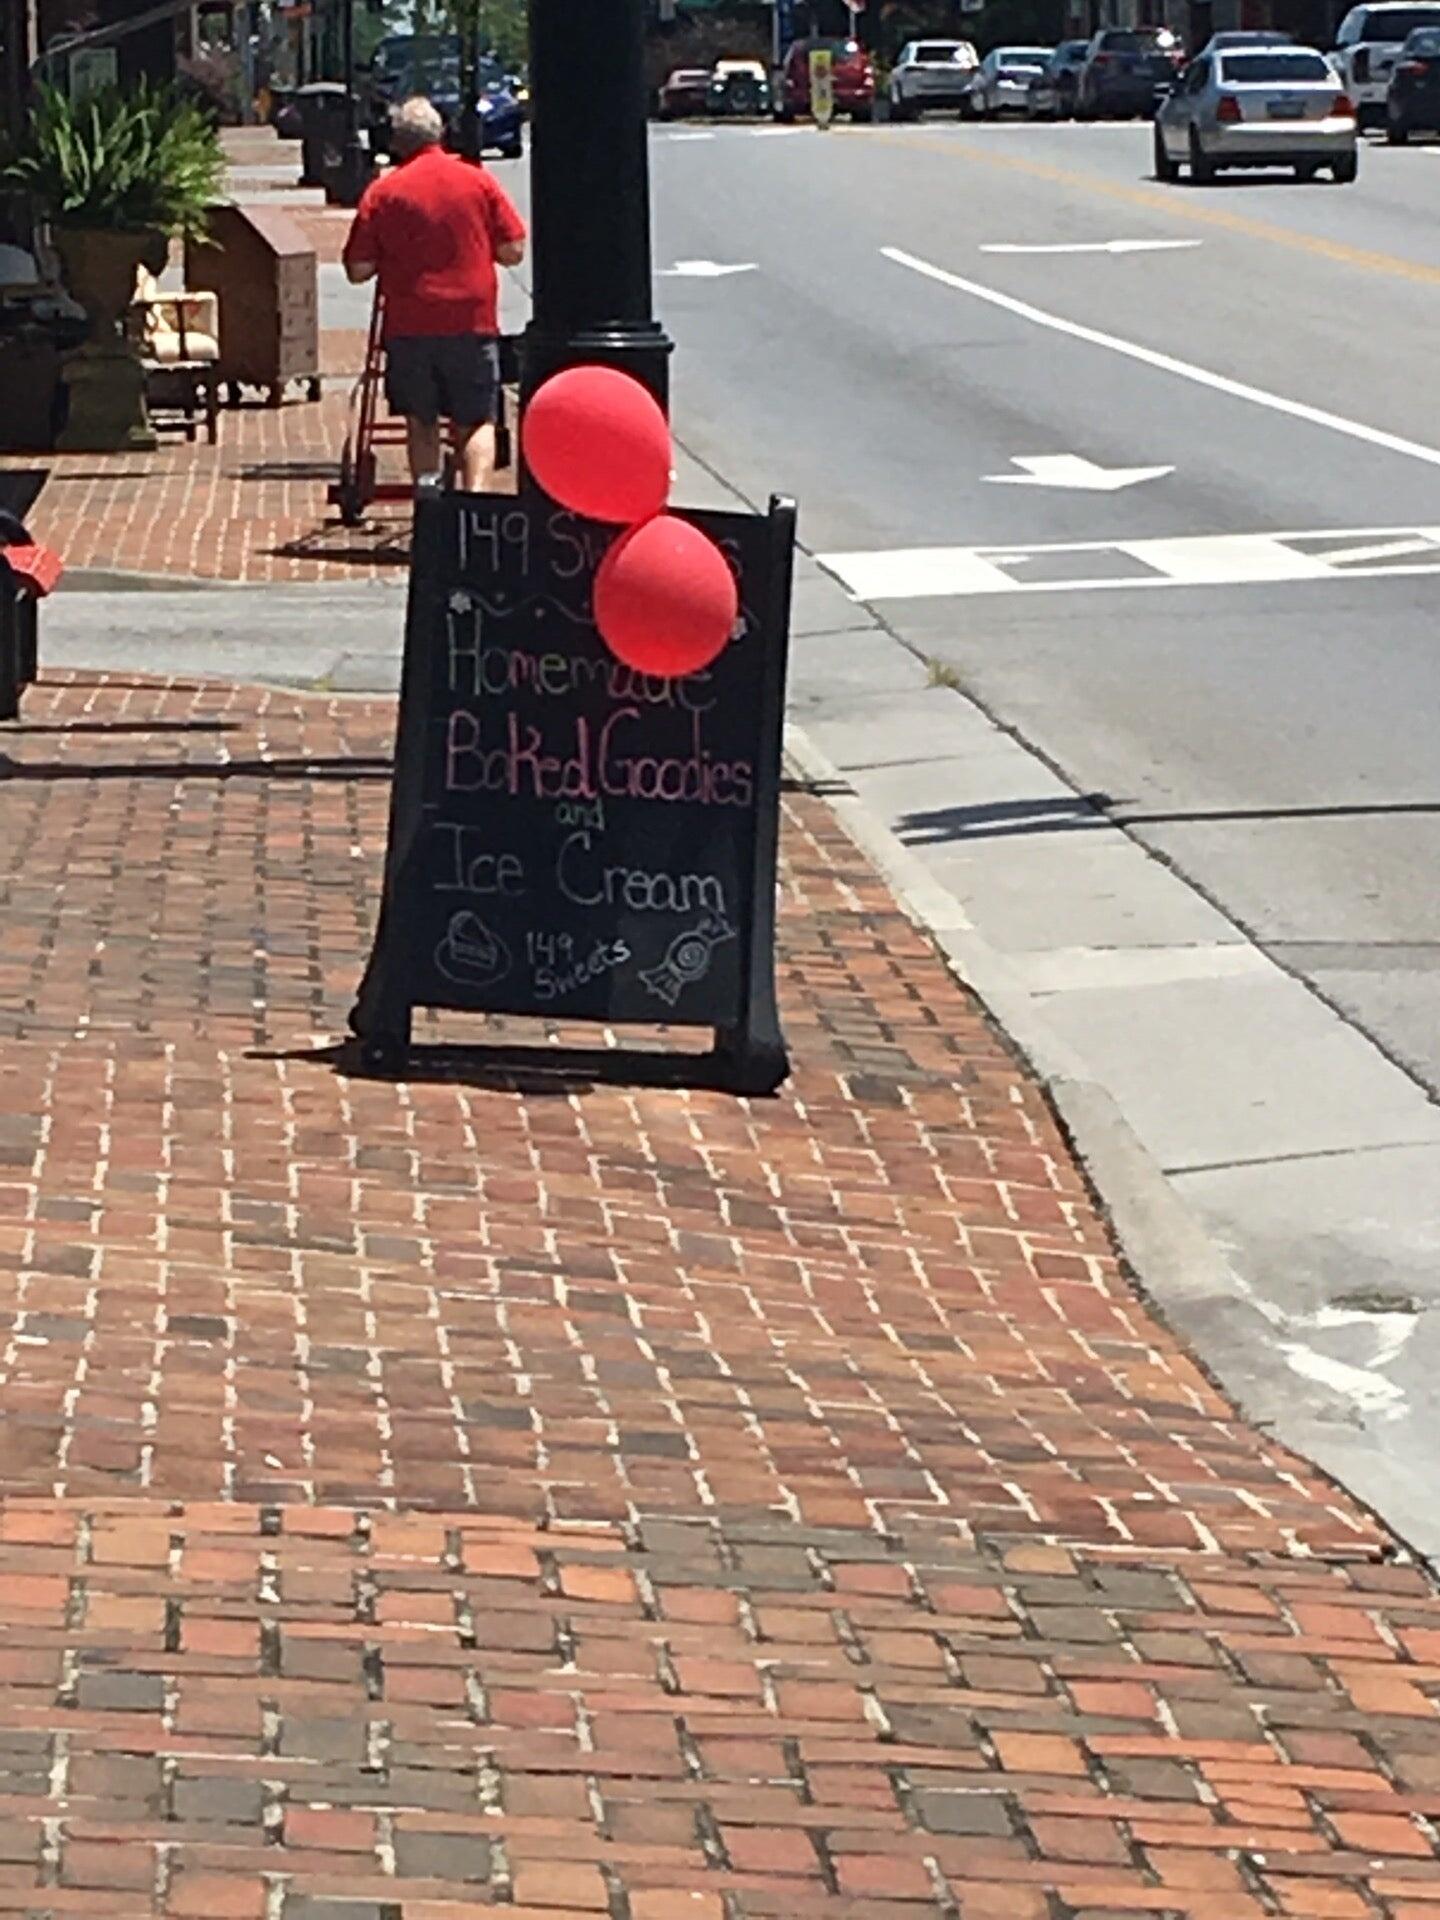 149
Homemade
Baked Goodies
and
Ice Cream
149
Sweets